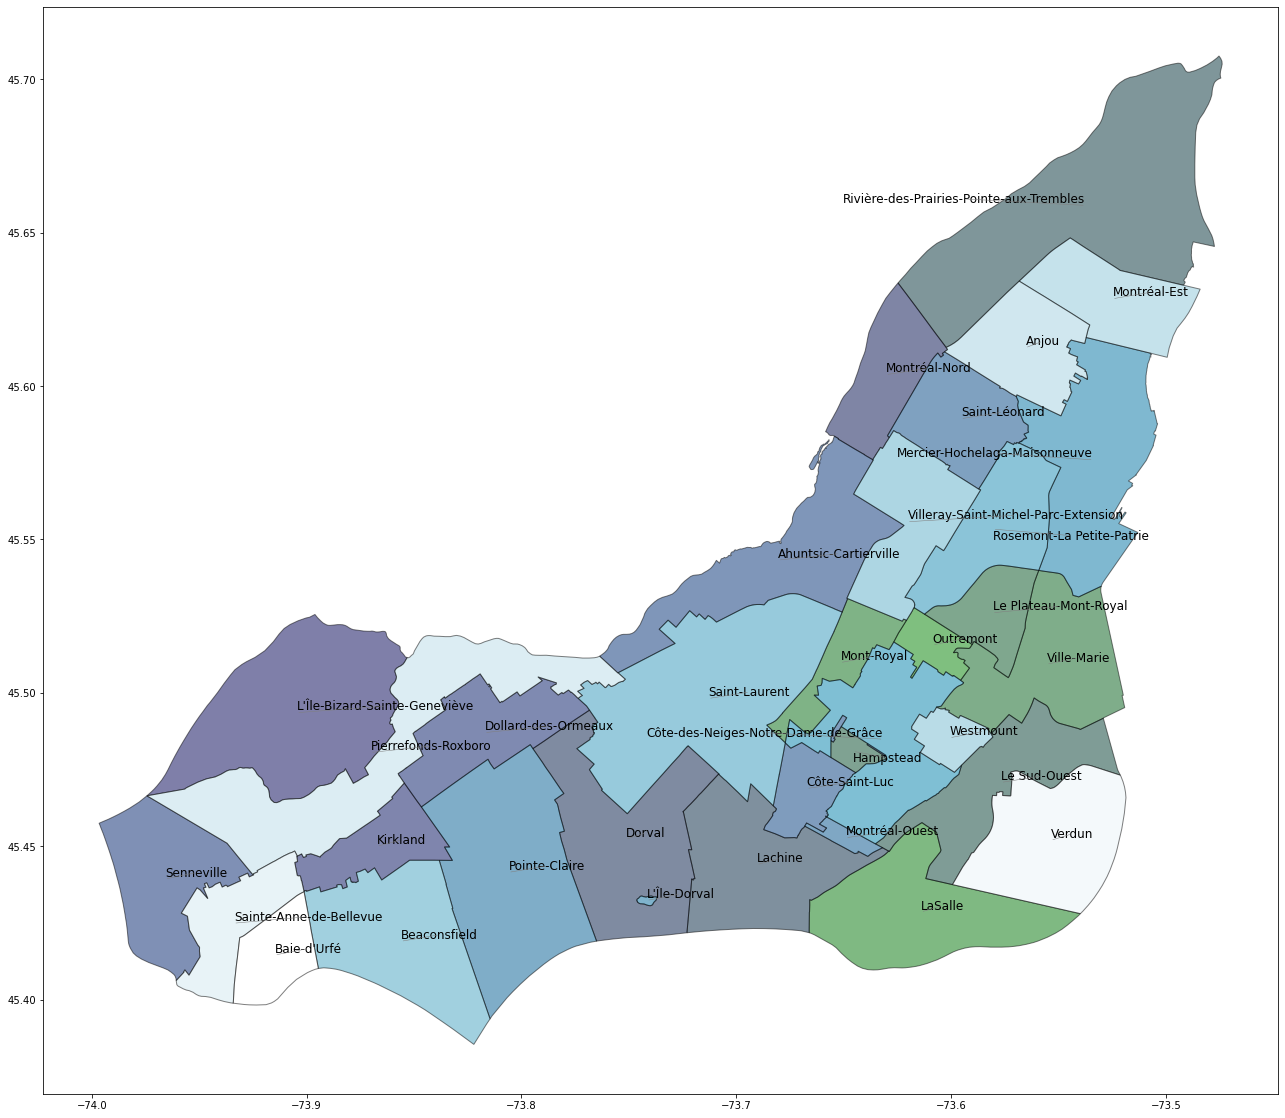 45.70
Rivière-des-Prairies-Pointe-aux-Trembles
45.65
Montréal-Est
Anjou
45.60
Montréal-Nord
Saint-Léonard
Mercier-Hochelaga-Maisonneuve
Villeray-Saint-Michel-Parc-Extension
45.55
Rosemont-La Petite-Patrie
Ahuntsic-Cartierville
Le Plateau-Mont-Royal
Outremont
Mont-Royal
Ville-Marie
45.50
Saint-Laurent
L'Île-Bizard-Sainte-Geneviève
Dollard-des-Ormeaux
Côte-des-Neiges-Notre-Dame-de-Grâce
Westmount
Pierrefonds-Roxboro
Hampstead
Le Sud-Ouest
Côte-Saint-Luc
Dorval
Montréal-Ouest
Verdun
Kirkland
45.45
Lachine
Pointe-Claire
Senneville
L'Île-Dorval
LaSalle
Sainte-Anne-de-Bellevue
Beaconsfield
Baie-d'Urfé
45.40
−74.0
−73.9
−73.8
−73.7
−73.6
−73.5